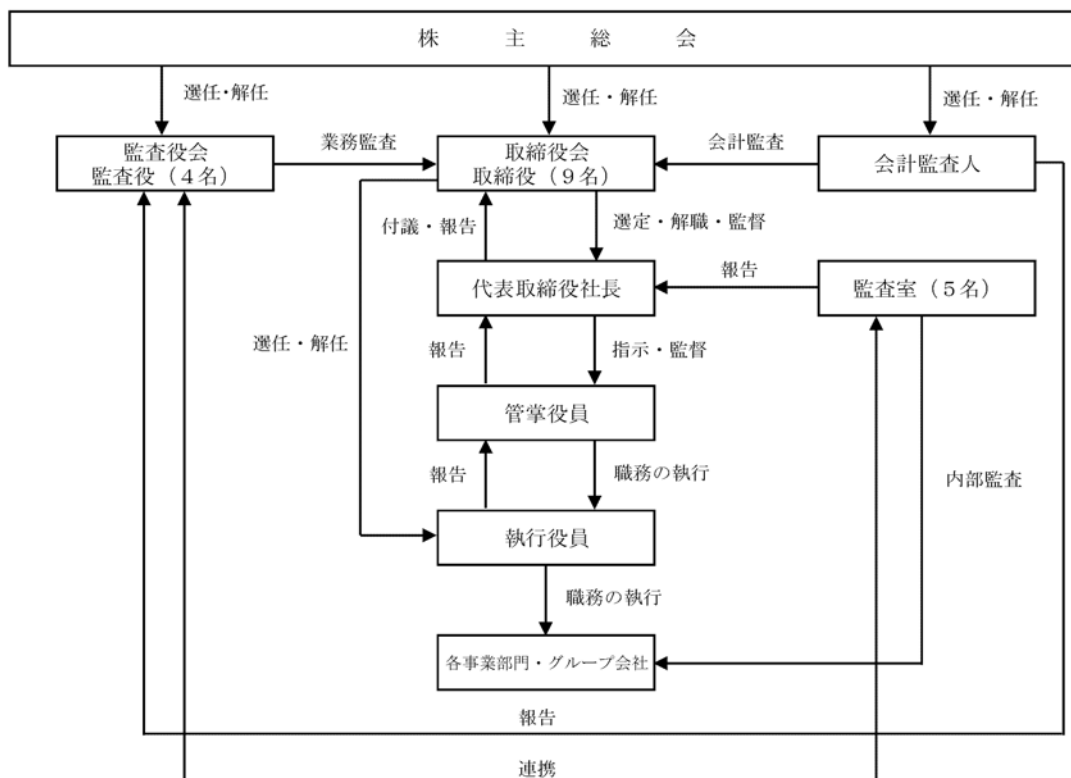 株主総会
選任・解任
選任・解任
選任・解任
監査役会
監査役（４名）
業務監査
取締役会
取締役（９名）
会計監査
会計監査人
付議・報告
選定・解職・監督
代表取締役社長
報告
監査室（５名）
選任・解任
報告
指示・監督
管掌役員
報告
職務の執行
内部監査
執行役員
職務の執行
各事業部門・グループ会社
報告
連携